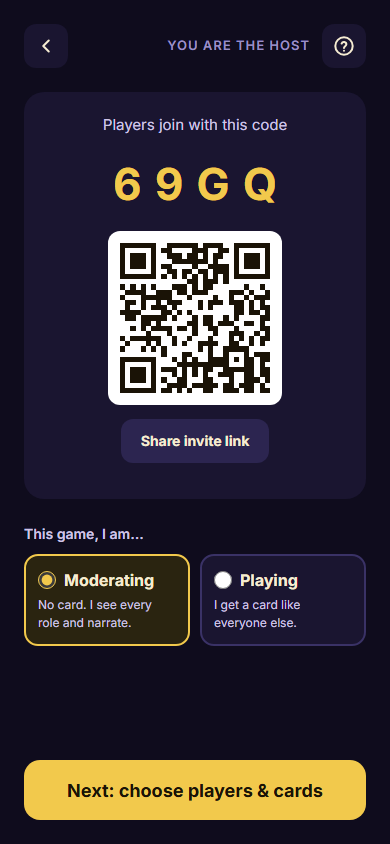 YOU ARE THE HOST
Players join with this code
6 9 G Q
Share invite link
This game, I am...
Moderating
No card. I see every
role and narrate.
Playing
I get a card like
everyone else.
Next: choose players & cards